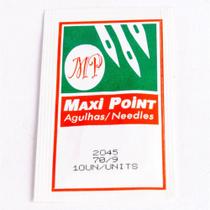 MP
Maxi Point
Agulhas/Needles
2045
70/9
10UN/UNITS